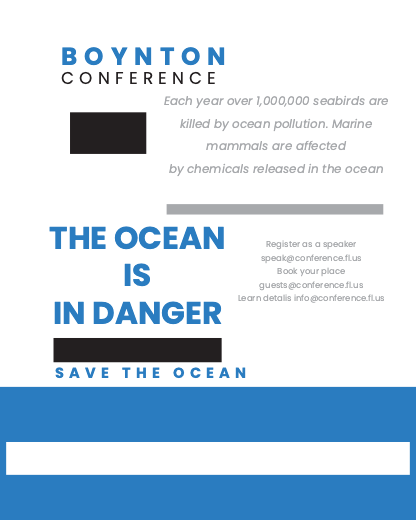 BOYNTON
CONFERENCE
Each year over 1,000,000 seabirds are
killed by ocean pollution. Marine
mammals are affected
by chemicals released in the ocean
THE OCEAN
IS
IN DANGER
SAVE THE OCEAN
Register as a speaker
speak@conference.fl.us
Book your place
guests@conference.fl.us
Learn detalis info@conference.fl.us